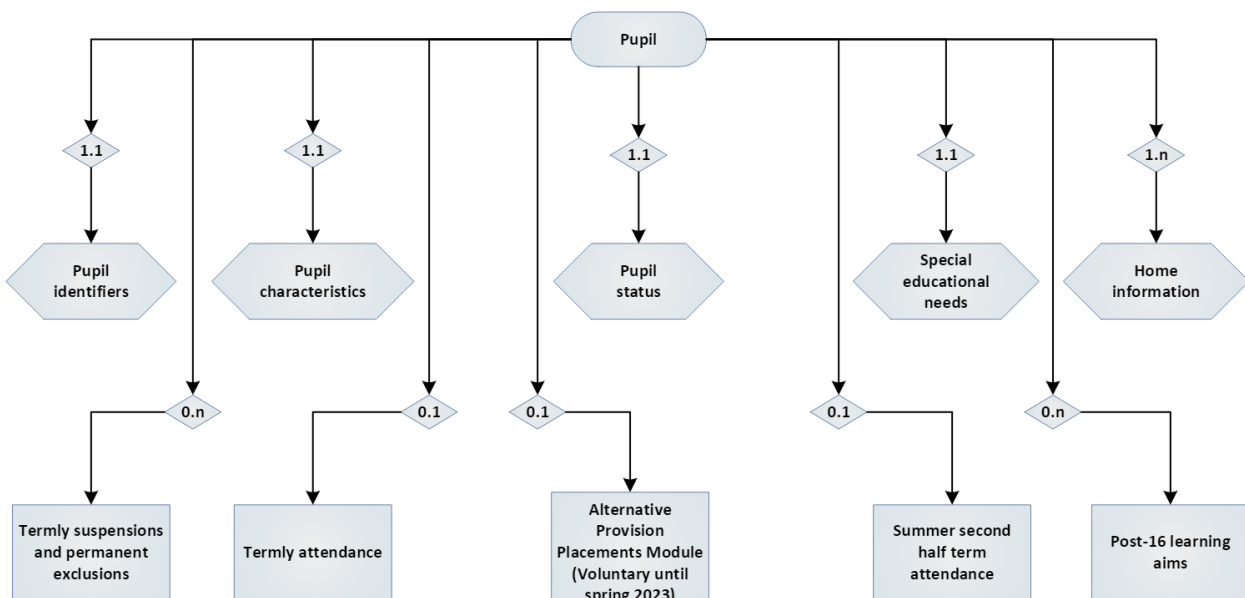 Pupil
1.1
1.1
1.1
1.1
1.n
Pupil
identifiers
Pupil
characteristics
Pupil
status
Special
educational
needs
Home
information
0.n
0.1
0.1
0.1
0.n
Termly suspensions
and permanent
exclusions
Termly attendance
Alternative
Provision
Placements Module
(Voluntary until
spring 2023)
Summer second
half term
attendance
Post-16 learning
aims